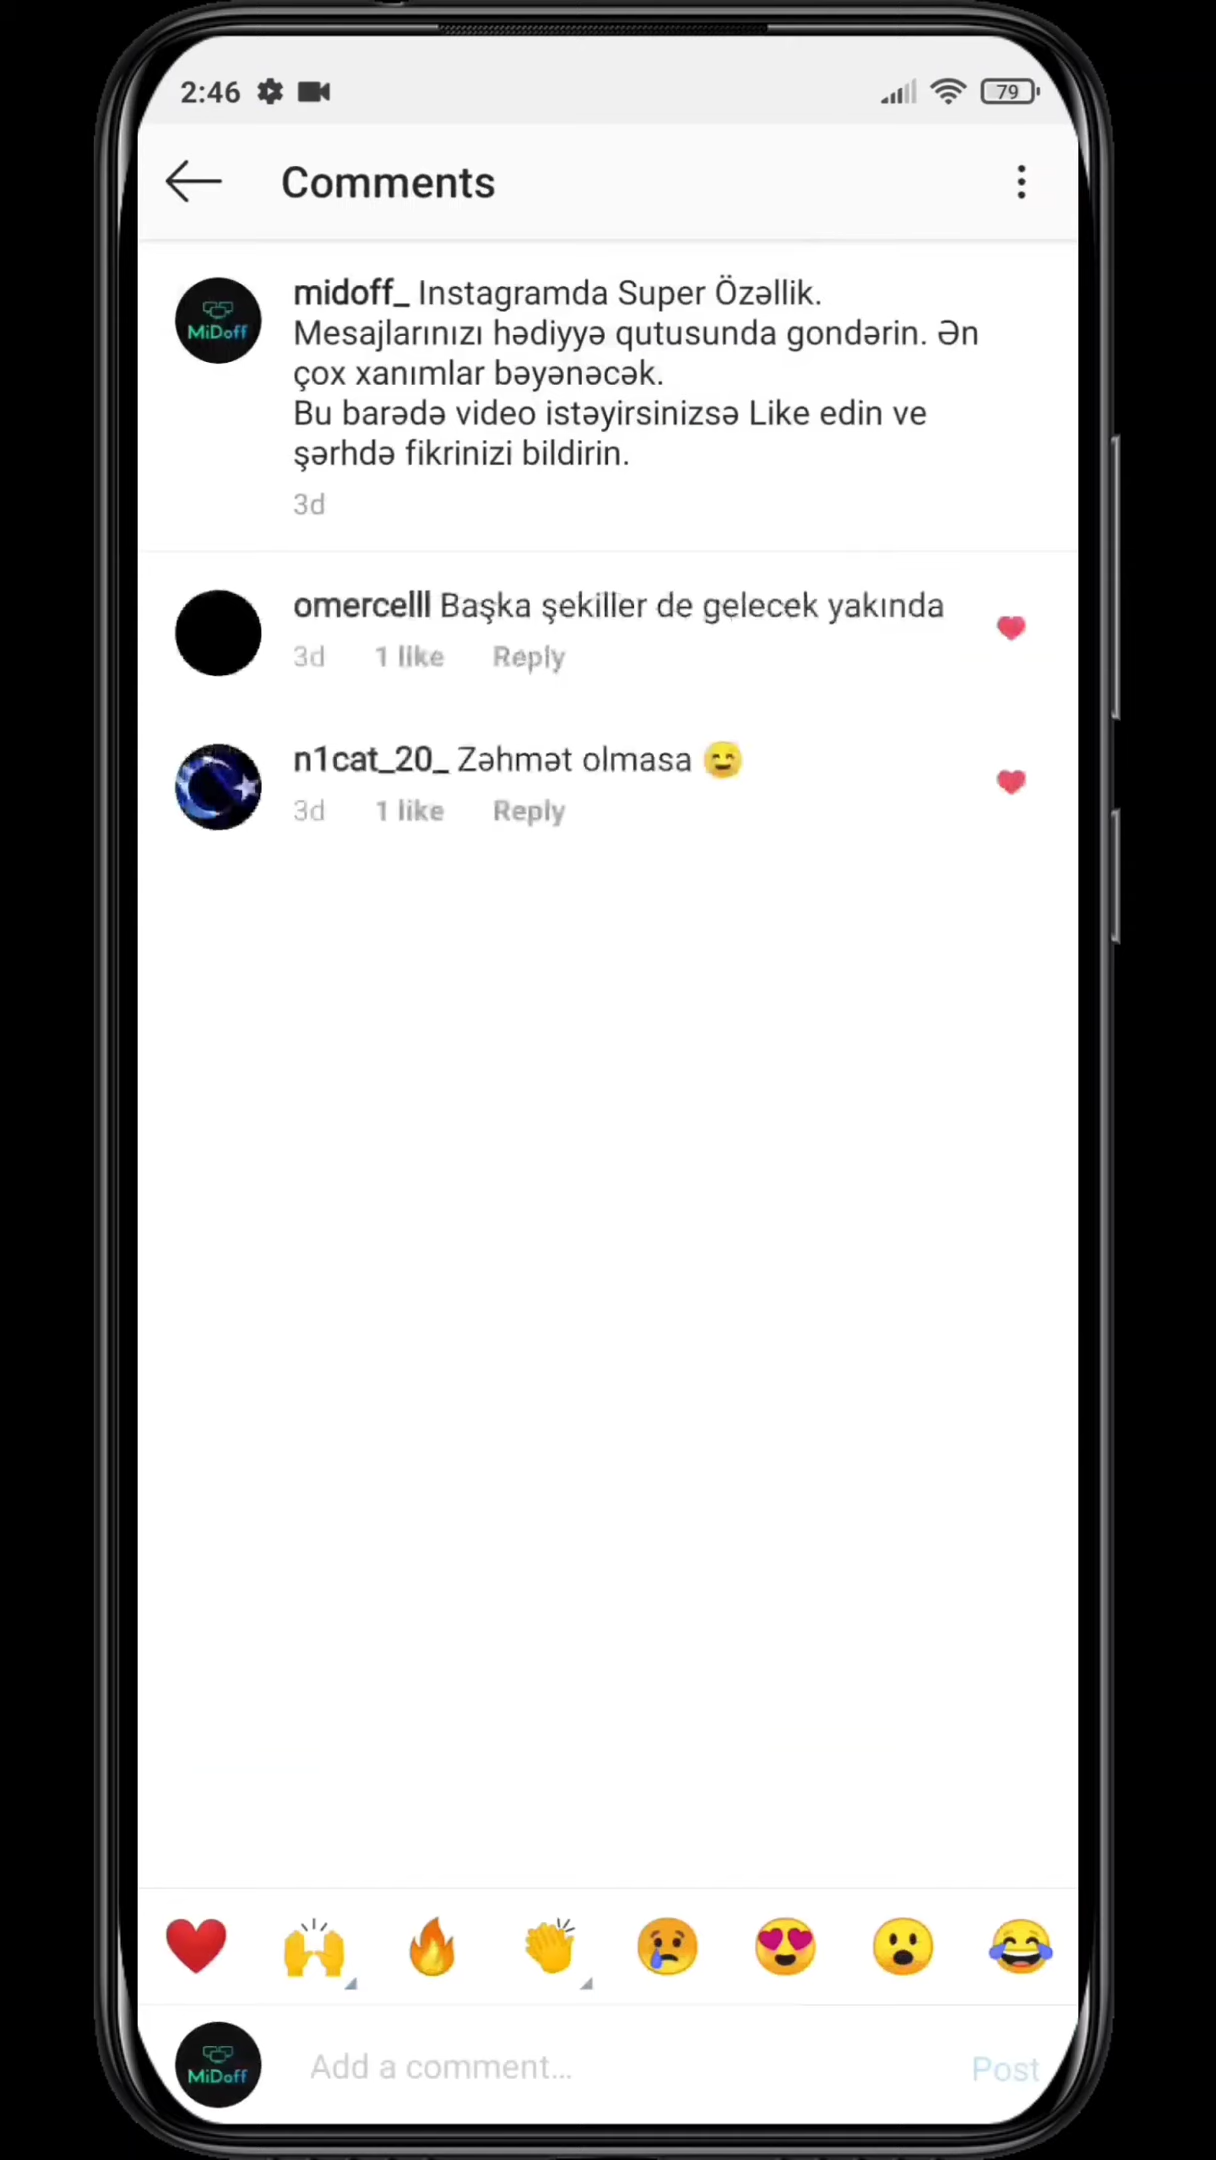 2:46
79
Comments
midoff_ Instagramda Super Özəllik.
Mesajlarınızı hədiyyə qutusunda gondərin. Ən
çox xanımlar bəyənəcək.
Bu barədə video istəyirsinizsə Like edin ve
şərhdə fikrinizi bildirin.
3d
MiDoff
omercelll Başka şekiller de gelecek yakında
3d 1 like Reply
n1cat_20_ Zəhmət olmasa 😊
3d 1 like Reply
❤️ 🙌 🔥 👏 😢 😍 😮 😂
MiDoff
Add a comment...
Post